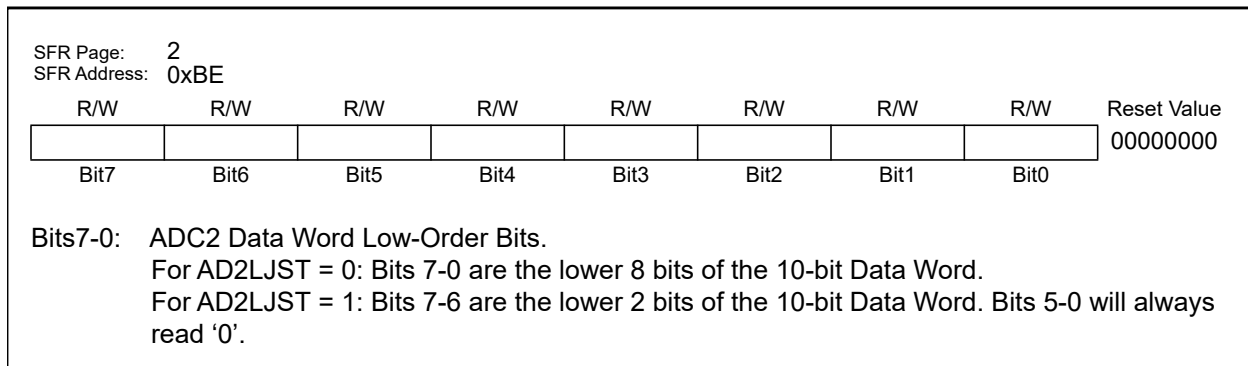 SFR Page: 2
SFR Address: 0xBE
R/W R/W R/W R/W R/W R/W R/W R/W Reset Value
00000000
Bit7 Bit6 Bit5 Bit4 Bit3 Bit2 Bit1 Bit0
Bits7-0: ADC2 Data Word Low-Order Bits.
For AD2LJST = 0: Bits 7-0 are the lower 8 bits of the 10-bit Data Word.
For AD2LJST = 1: Bits 7-6 are the lower 2 bits of the 10-bit Data Word. Bits 5-0 will always
read ‘0’.